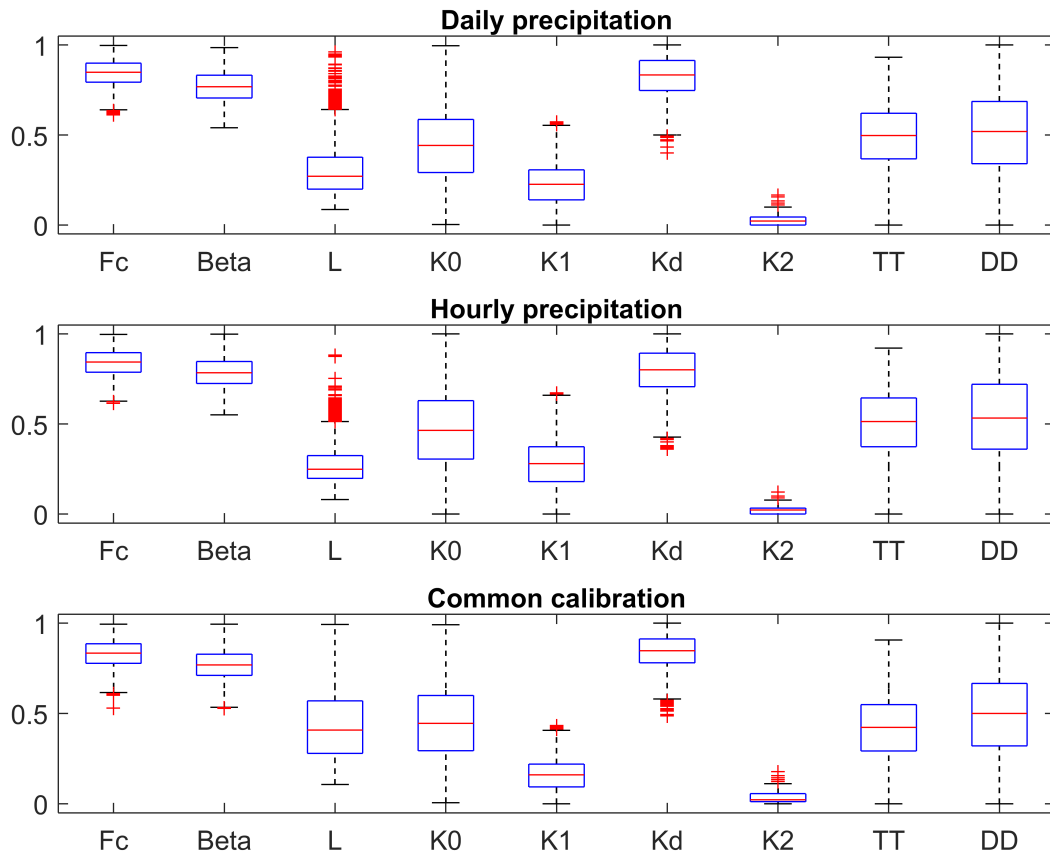 Daily precipitation
1
0.5
0
Fc Beta L K0 K1 Kd K2 TT DD
Hourly precipitation
1
0.5
0
Fc Beta L K0 K1 Kd K2 TT DD
Common calibration
1
0.5
0
Fc Beta L K0 K1 Kd K2 TT DD